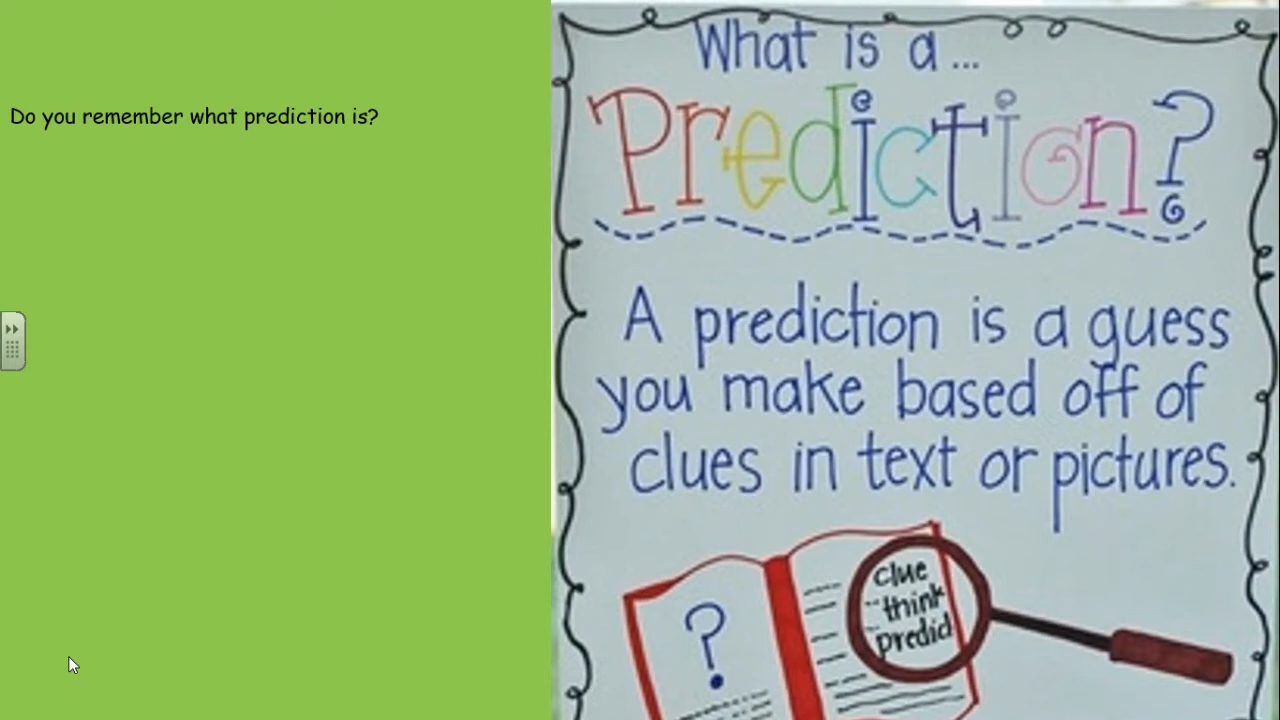 Do you remember what prediction is?
What is a...
Prediction?
A prediction is a guess
you make based off of
clues in text or pictures.
?
clue
think
predict